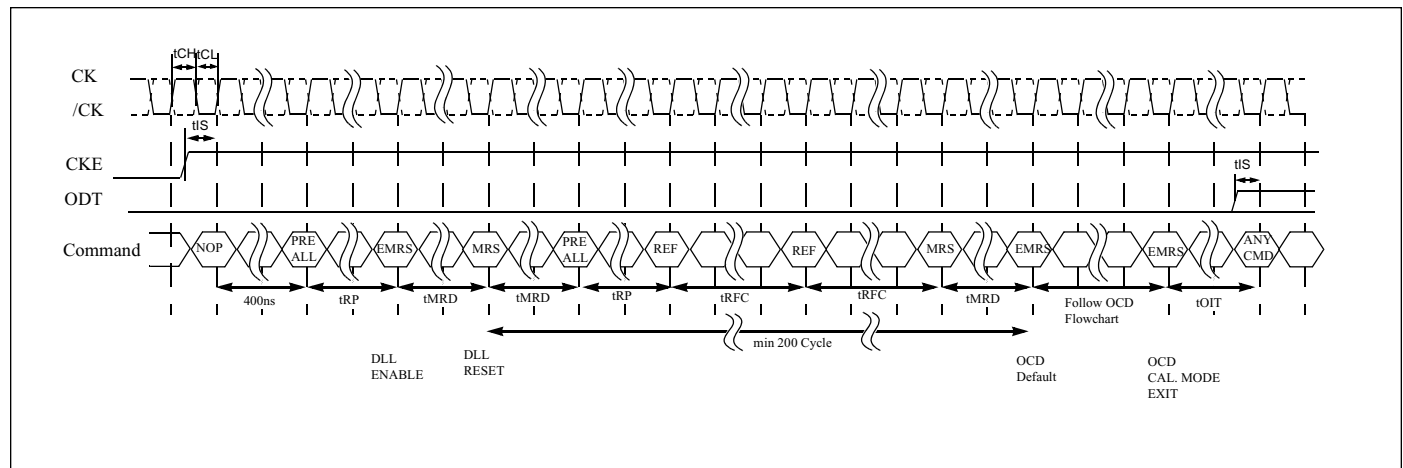 tCH tCL
CK
/CK
tIS
CKE
tIS
ODT
Command
NOP
PRE
ALL
EMRS
MRS
PRE
ALL
REF
REF
MRS
EMRS
EMRS
ANY
CMD
400ns
tRP
tMRD
tMRD
tRP
tRFC
tRFC
tMRD
Follow OCD
Flowchart
tOIT
min 200 Cycle
DLL
ENABLE
DLL
RESET
OCD
Default
OCD
CAL. MODE
EXIT